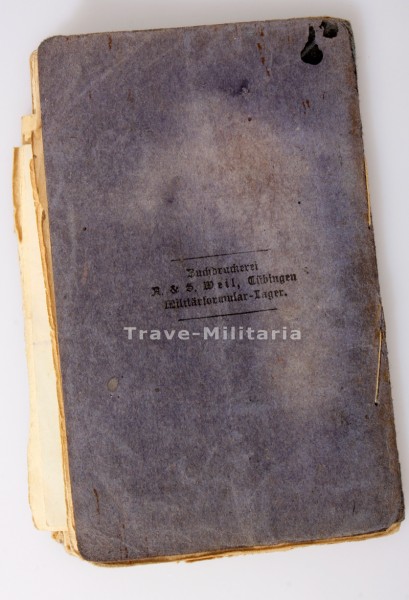 Buchdruckerei
A. & S. Weil, Tübingen
Militärformular-Lager.
Trave-Militaria